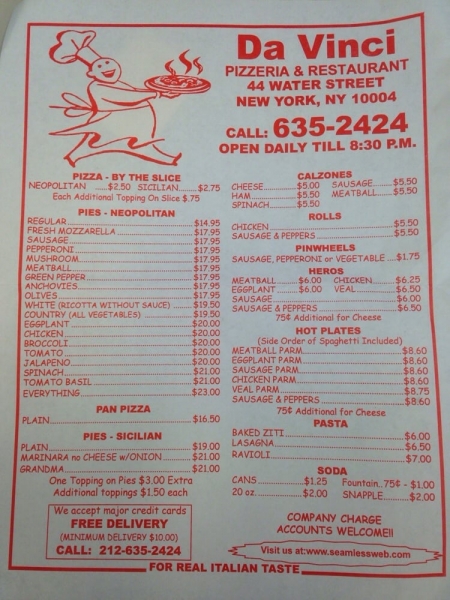 Da Vinci
PIZZERIA & RESTAURANT
44 WATER STREET
NEW YORK, NY 10004
CALL: 635-2424
OPEN DAILY TILL 8:30 P.M.
PIZZA - BY THE SLICE
NEOPOLITAN .....$2.50 SICILIAN........$2.75
Each Additional Topping On Slice $.75
PIES - NEOPOLITAN
REGULAR $14.95
FRESH MOZZARELLA $17.95
SAUSAGE $17.95
PEPPERONI $17.95
MUSHROOM $17.95
MEATBALL $17.95
GREEN PEPPER $17.95
ANCHOVIES $17.95
OLIVES $17.95
WHITE (RICOTTA WITHOUT SAUCE) $19.50
COUNTRY (ALL VEGETABLES) $19.50
EGGPLANT $20.00
CHICKEN $20.00
BROCCOLI $20.00
TOMATO $20.00
JALAPENO $20.00
SPINACH $21.00
TOMATO BASIL $21.00
EVERYTHING $23.00
PAN PIZZA
PLAIN $16.50
PIES - SICILIAN
PLAIN $19.00
MARINARA no CHEESE w/ONION $21.00
GRANDMA $21.00
One Topping on Pies $3.00 Extra
Additional toppings $1.50 each
We accept major credit cards
FREE DELIVERY
(MINIMUM DELIVERY $10.00)
CALL: 212-635-2424
CALZONES
CHEESE $5.00 SAUSAGE $5.50
HAM $5.50 MEATBALL $5.50
SPINACH $5.50
ROLLS
CHICKEN $5.50
SAUSAGE & PEPPERS $5.50
PINWHEELS
SAUSAGE, PEPPERONI or VEGETABLE ...$1.75
HEROS
MEATBALL $6.00 CHICKEN $6.25
EGGPLANT $6.00 VEAL $6.50
SAUSAGE $6.00
SAUSAGE & PEPPERS $6.50
75¢ Additional for Cheese
HOT PLATES
(Side Order of Spaghetti Included)
MEATBALL PARM $8.60
EGGPLANT PARM $8.60
SAUSAGE PARM $8.60
CHICKEN PARM $8.60
VEAL PARM $8.75
SAUSAGE & PEPPERS $8.60
75¢ Additional for Cheese
PASTA
BAKED ZITI $6.00
LASAGNA $6.50
RAVIOLI $7.00
SODA
CANS $1.25 Fountain..75¢ - $1.00
20 oz. $2.00 SNAPPLE $2.00
COMPANY CHARGE
ACCOUNTS WELCOME!!
Visit us at:www.seamlessweb.com
FOR REAL ITALIAN TASTE